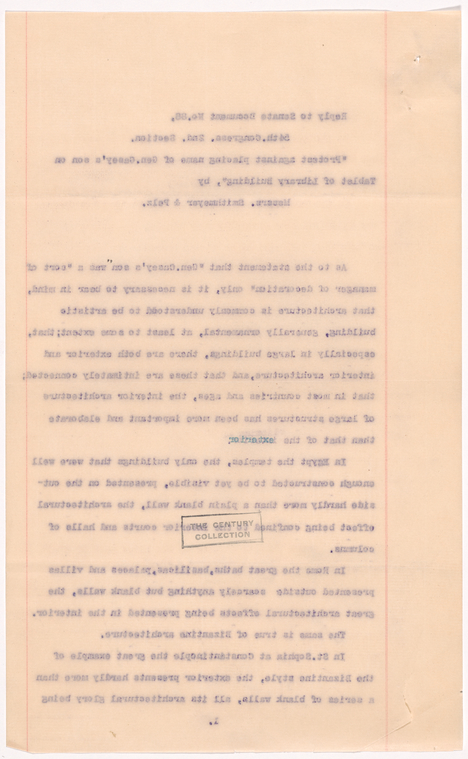 Reply to Senate Document No.88,
56th.Congress. 2nd. Section.
"Protest against placing name of Gen.Casey's son on
Tablet of Library Building", by
Messrs. Smithmeyer & Pelz.
As to the statement that "Gen.Casey's son was a "sort of
manager of decoration" only, it is necessary to bear in mind,
that architecture is commonly understood to be artistic
building, generally ornamental, at least to some extent;that,
especially in large buildings, there are both exterior and
interior architecture,and that these are intimately connected;
that in most countries and ages, the interior architecture
of large structures has been more important and elaborate
than that of the exterior
In Egypt the temples, the only buildings that were well
enough constructed to be yet visible, presented on the out-
side hardly more than a plain blank wall, the architectural
effect being confined to the interior courts and halls of
columns.
THE CENTURY
COLLECTION
In Rome the great baths,basilicas,palaces and villas
presented outside scarcely anything but blank walls, the
great architectural effects being presented in the interior.
The same is true of Bizantine architecture.
In St.Sophia at Constantinople the great example of
the Bizantine style, the exterior presents hardly more than
a series of blank walls, all its architectural glory being
1.